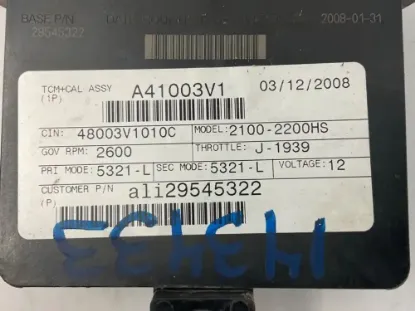 BASE P/N 2008-01-31
29545322
TCM+CAL ASSY A41003V1 03/12/2008
(1P)
CIN: 48003V1010C MODEL: 2100-2200HS
GOV RPM: 2600 THROTTLE: J-1939
PRI MODE: 5321-L SEC MODE: 5321-L VOLTAGE: 12
CUSTOMER P/N ali29545322
(P)
143433